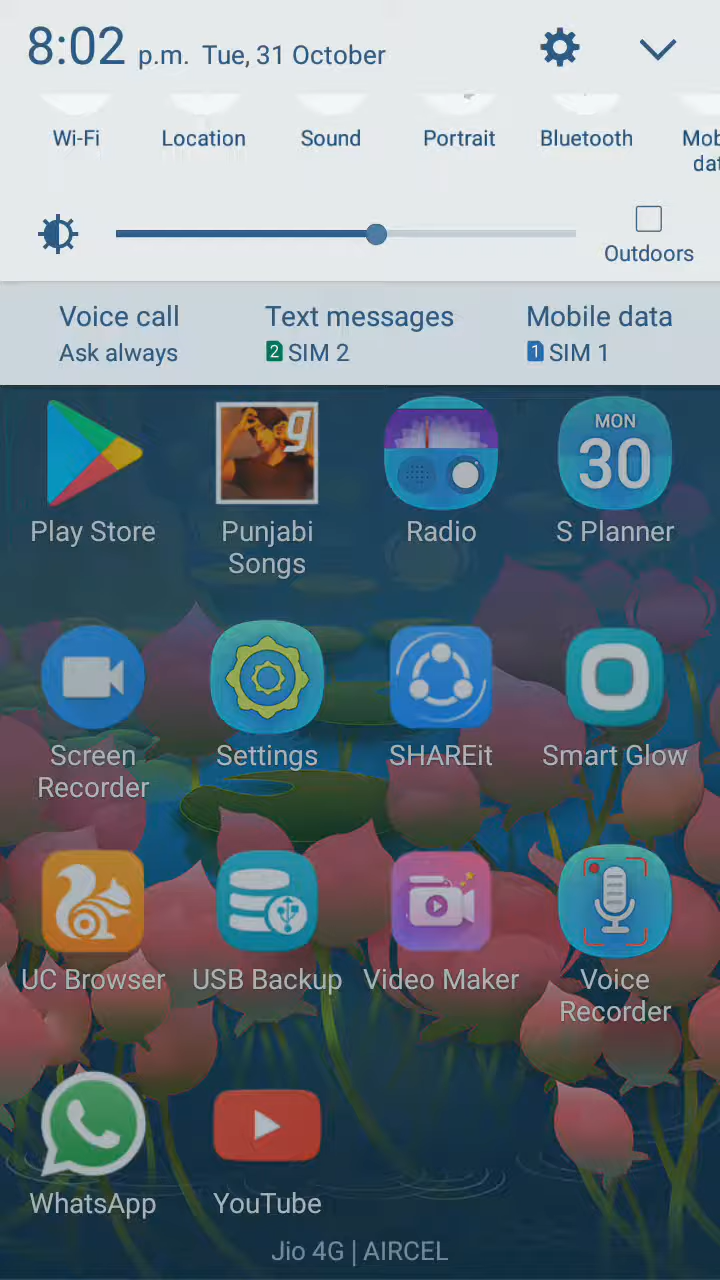 8:02 p.m. Tue, 31 October
Wi-Fi Location Sound Portrait Bluetooth Mob
dat
Outdoors
Voice call Text messages Mobile data
Ask always 2 SIM 2 1 SIM 1
g
MON
30
Play Store Punjabi Radio S Planner
Songs
Screen Settings SHAREit Smart Glow
Recorder
UC Browser USB Backup Video Maker Voice
Recorder
WhatsApp YouTube
Jio 4G | AIRCEL